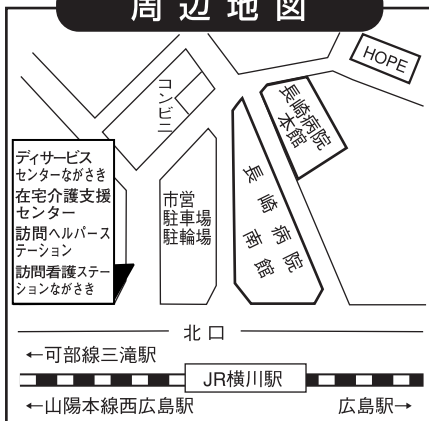 周辺地図
HOPE
コンビニ
長崎病院
本館
ディサービス
センターながさき
在宅介護支援
センター
訪問ヘルパース
テーション
訪問看護ステー
ションながさき
市営
駐車場
駐輪場
長崎病院
南館
北口
←可部線三滝駅
JR横川駅
←山陽本線西広島駅
広島駅→